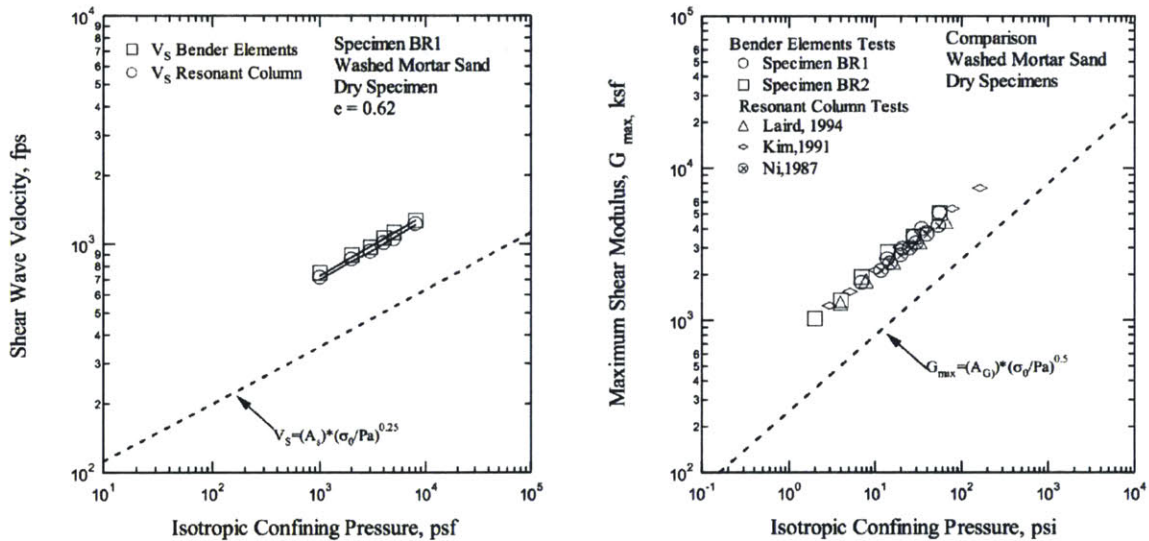 V_S Bender Elements
V_S Resonant Column
Specimen BR1
Washed Mortar Sand
Dry Specimen
e = 0.62
Shear Wave Velocity, fps
10^4
9
8
7
6
5
4
3
2
10^3
9
8
7
6
5
4
3
2
10^2
V_S=(A_s)*(σ_0/Pa)^0.25
10^1
10^2
10^3
10^4
10^5
Isotropic Confining Pressure, psf
Bender Elements Tests
Specimen BR1
Specimen BR2
Resonant Column Tests
Laird, 1994
Kim,1991
Ni,1987
Comparison
Washed Mortar Sand
Dry Specimens
Maximum Shear Modulus, G_max, ksf
10^5
8
6
5
4
3
2
10^4
8
6
5
4
3
2
10^3
8
6
5
4
3
2
10^2
G_max=(A_G)*(σ_0/Pa)^0.5
10^-1
10^0
10^1
10^2
10^3
10^4
Isotropic Confining Pressure, psi